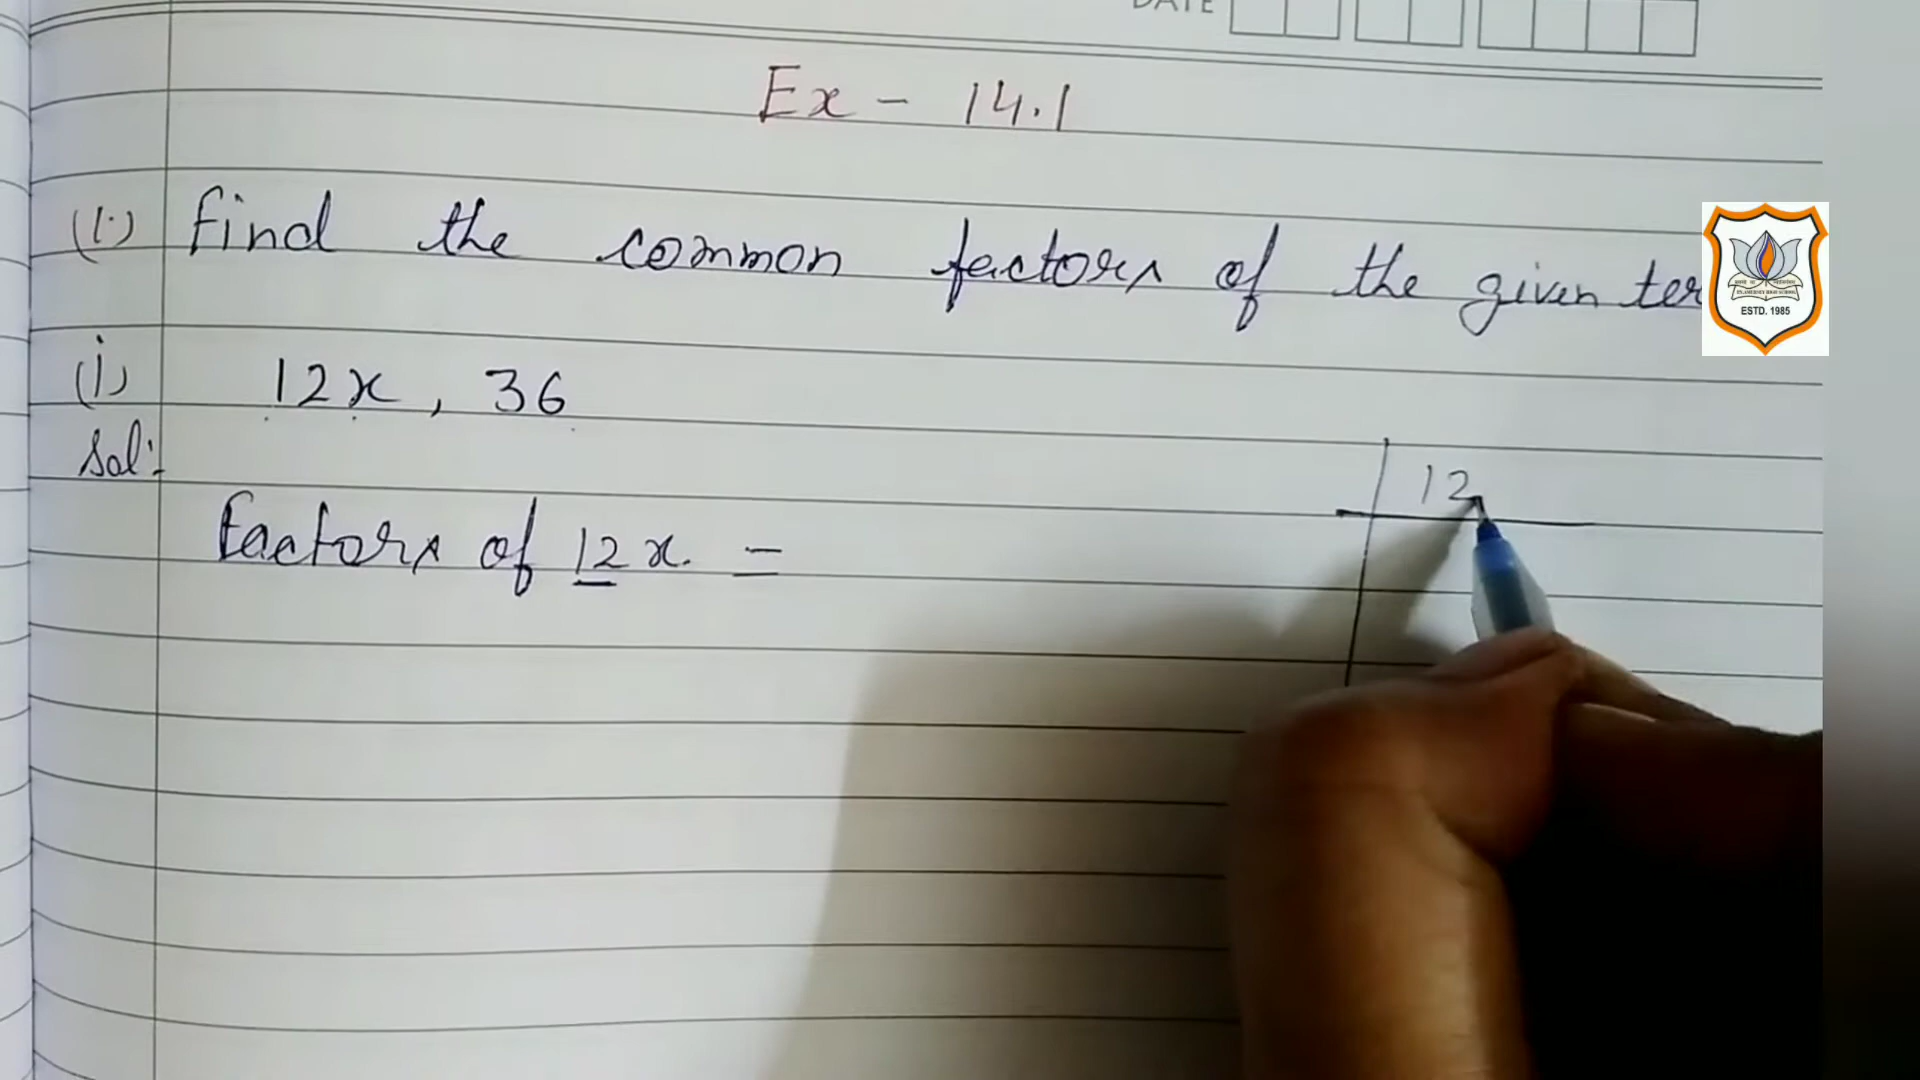 DATE
Ex - 14.1
(1.) Find the common factors of the given ter
(i) 12x, 36
Sol:-
Factors of 12x =
12
ESTD. 1985